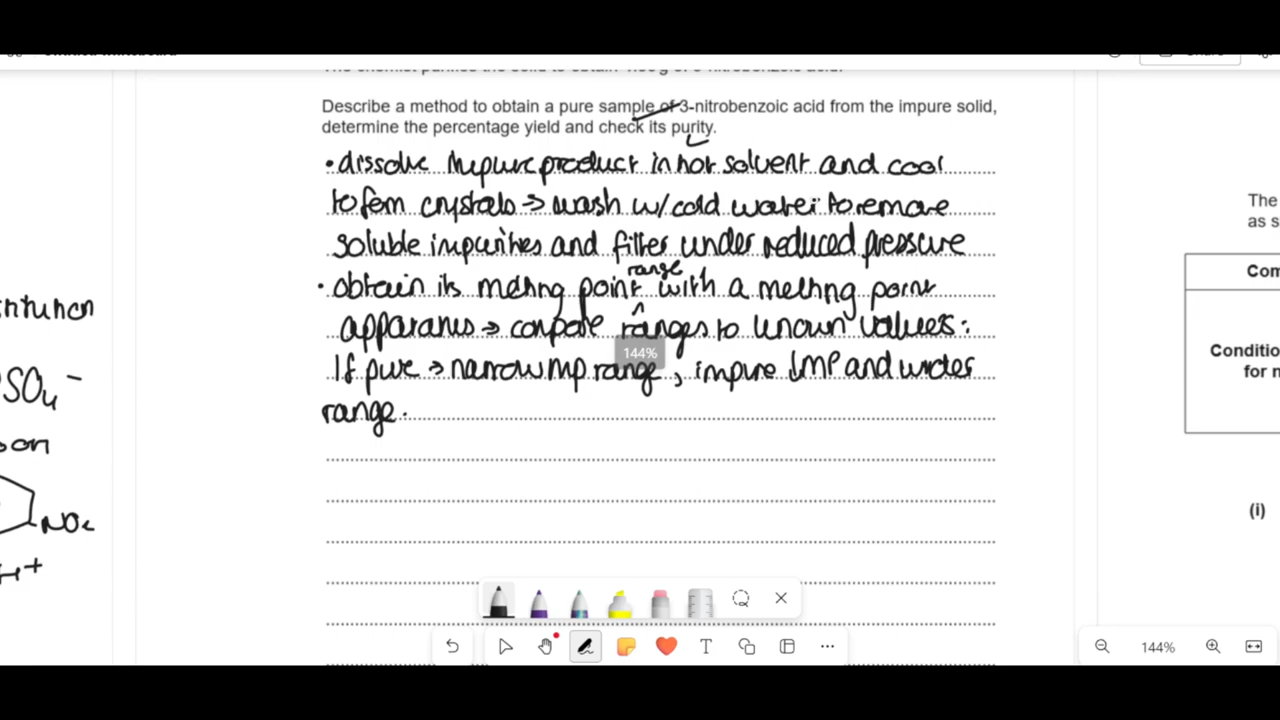 Describe a method to obtain a pure sample of 3-nitrobenzoic acid from the impure solid,
determine the percentage yield and check its purity.
• dissolve impure product in hot solvent and cool
to form crystals → wash w/ cold water to remove
soluble impurities and filter under reduced pressure
range
• obtain its melting point ^ with a melting point
apparatus → compare ranges to known values:
144%
If pure → narrow mp range, impure ↓MP and wider
range.
SO4 -
NO2
H+
The
as s
Com
Conditio
for n
(i)
T
144%